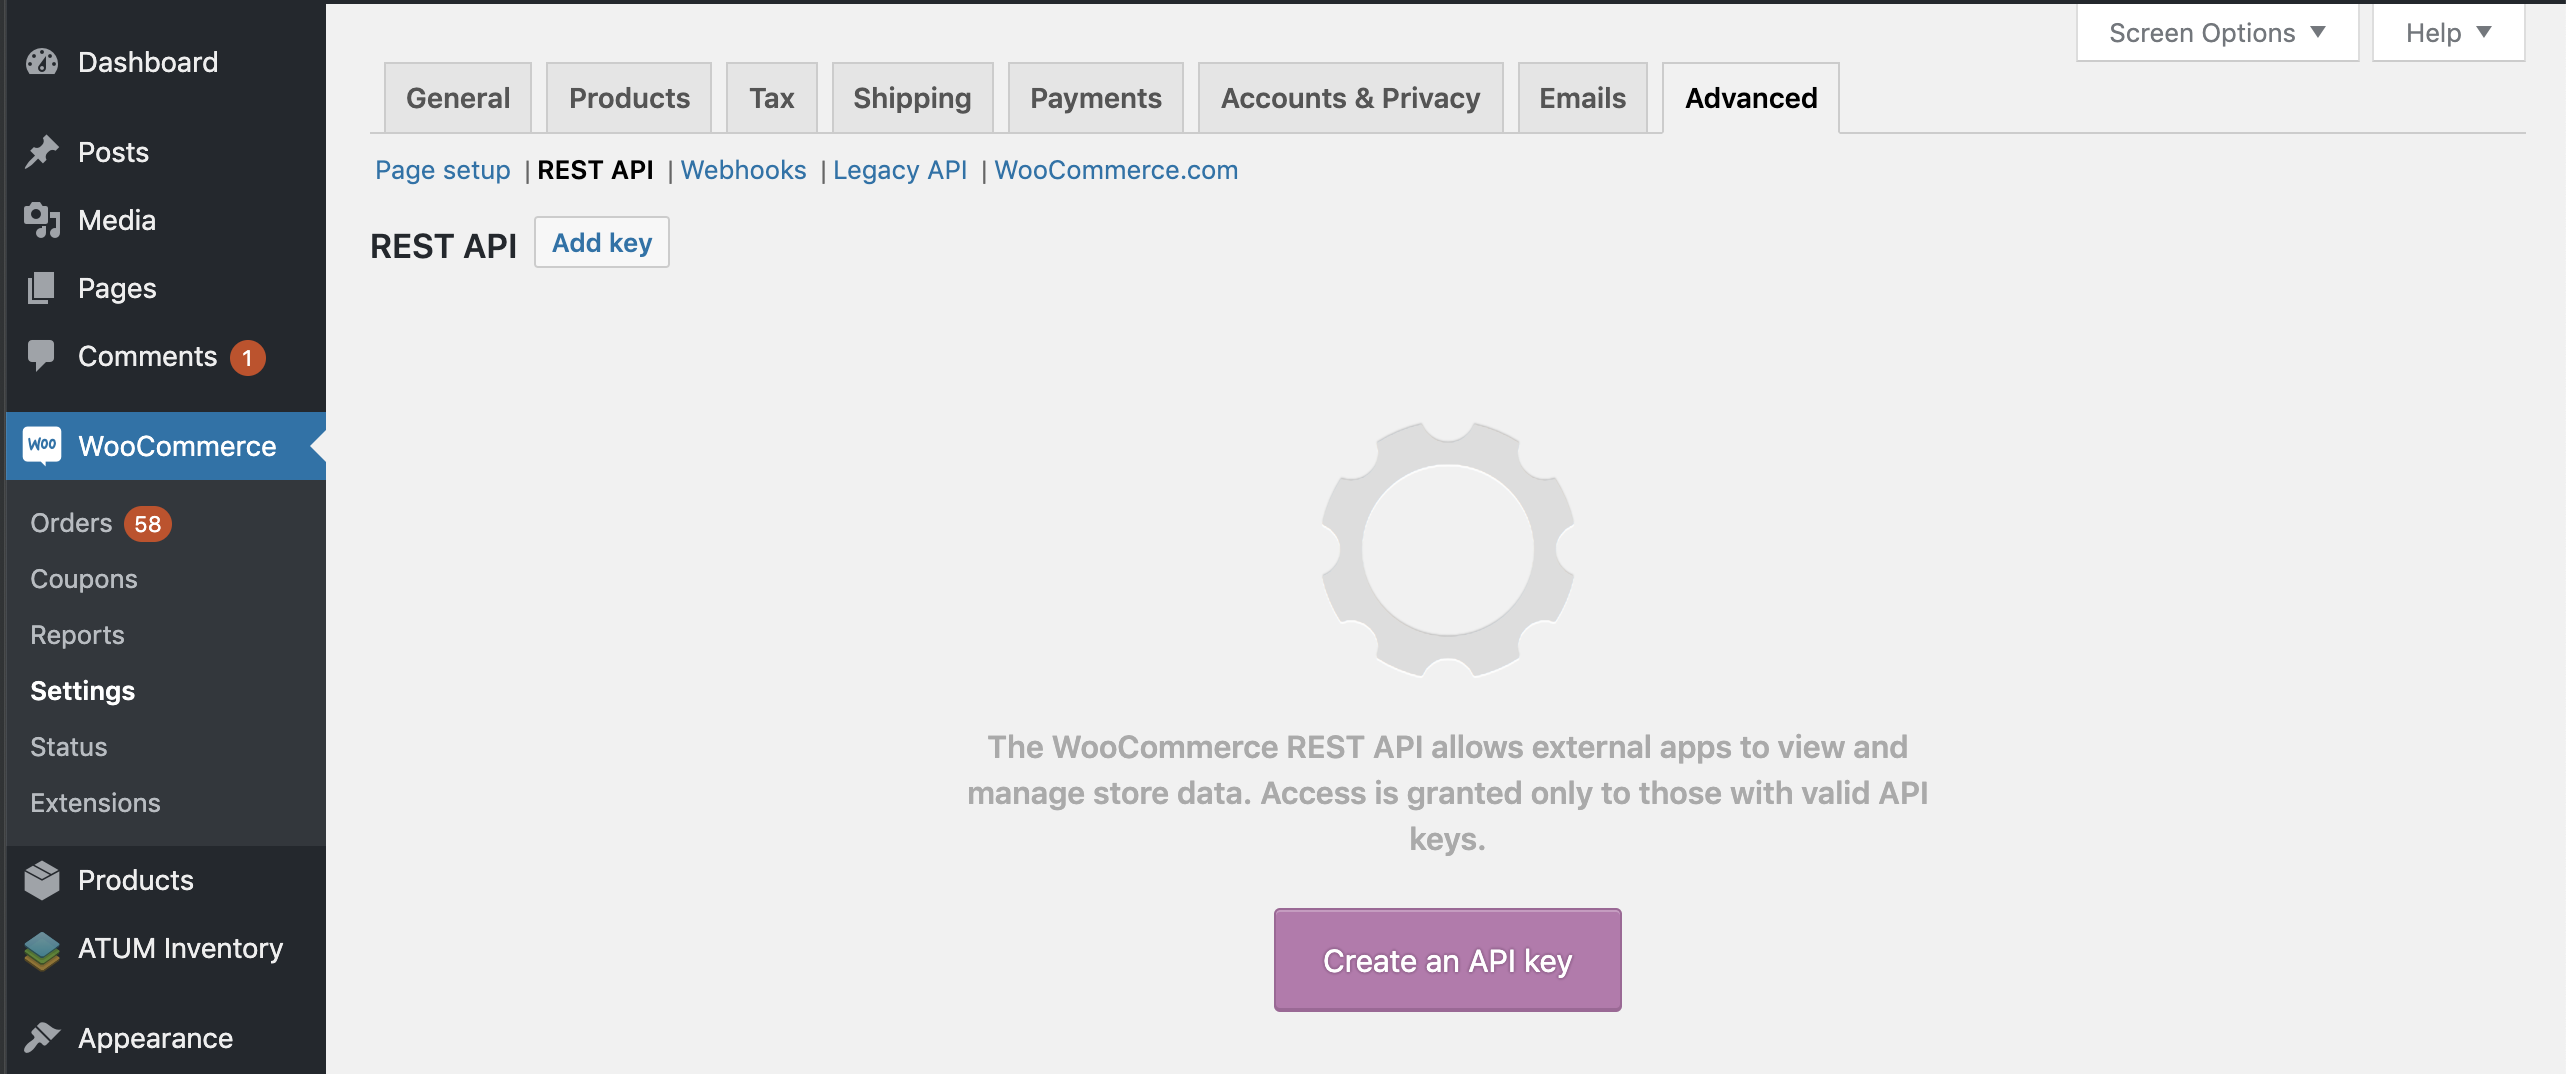 Screen Options ▼
Help ▼
Dashboard
Posts
Media
Pages
Comments 1
Woo WooCommerce
Orders 58
Coupons
Reports
Settings
Status
Extensions
Products
ATUM Inventory
Appearance
General
Products
Tax
Shipping
Payments
Accounts & Privacy
Emails
Advanced
Page setup | REST API | Webhooks | Legacy API | WooCommerce.com
REST API Add key
The WooCommerce REST API allows external apps to view and
manage store data. Access is granted only to those with valid API
keys.
Create an API key